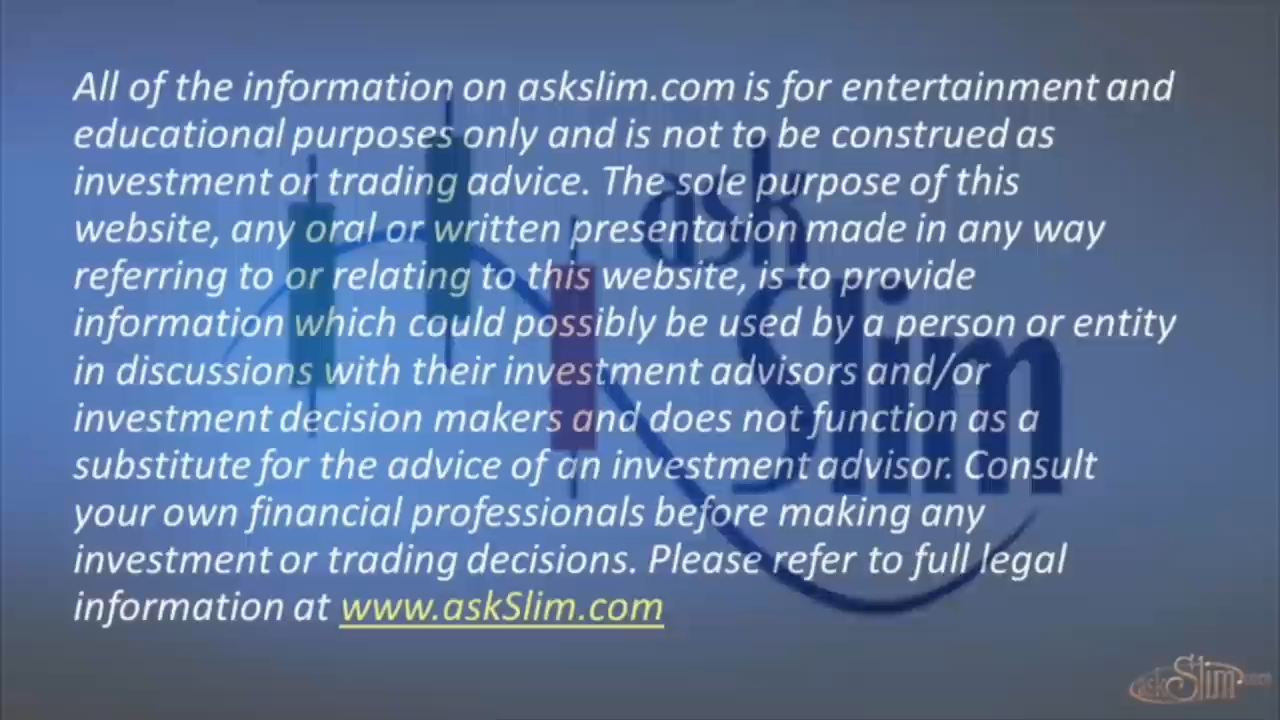 All of the information on askslim.com is for entertainment and
educational purposes only and is not to be construed as
investment or trading advice. The sole purpose of this
website, any oral or written presentation made in any way
referring to or relating to this website, is to provide
information which could possibly be used by a person or entity
in discussions with their investment advisors and/or
investment decision makers and does not function as a
substitute for the advice of an investment advisor. Consult
your own financial professionals before making any
investment or trading decisions. Please refer to full legal
information at www.askSlim.com
ask
Slim
askSlim.com